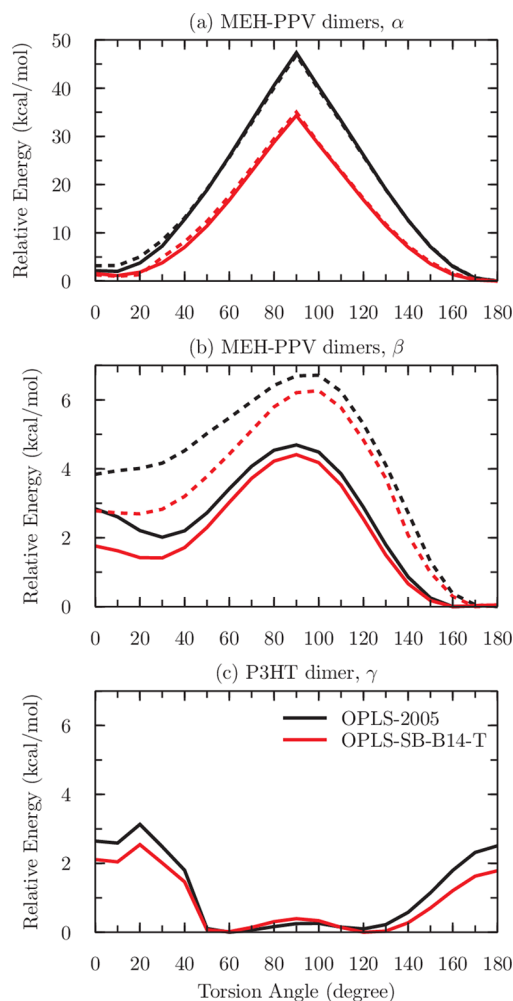 (a) MEH-PPV dimers, α
Relative Energy (kcal/mol)
50
40
30
20
10
0
0 20 40 60 80 100 120 140 160 180
(b) MEH-PPV dimers, β
Relative Energy (kcal/mol)
6
4
2
0
0 20 40 60 80 100 120 140 160 180
(c) P3HT dimer, γ
Relative Energy (kcal/mol)
6
4
2
0
OPLS-2005
OPLS-SB-B14-T
0 20 40 60 80 100 120 140 160 180
Torsion Angle (degree)